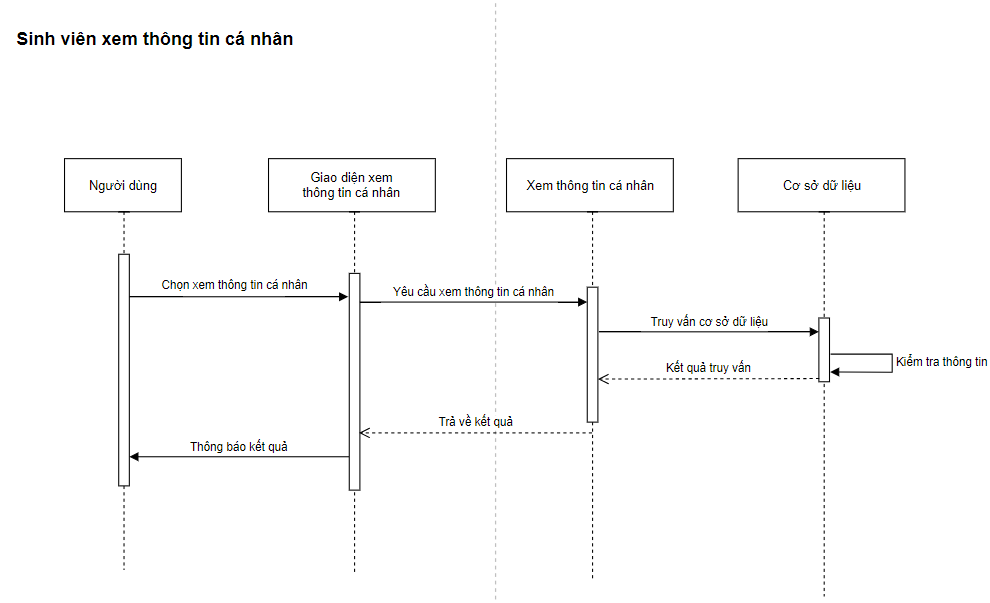 Sinh viên xem thông tin cá nhân
Người dùng
Giao diện xem
thông tin cá nhân
Xem thông tin cá nhân
Cơ sở dữ liệu
Chọn xem thông tin cá nhân
Yêu cầu xem thông tin cá nhân
Truy vấn cơ sở dữ liệu
Kiểm tra thông tin
Kết quả truy vấn
Trả về kết quả
Thông báo kết quả